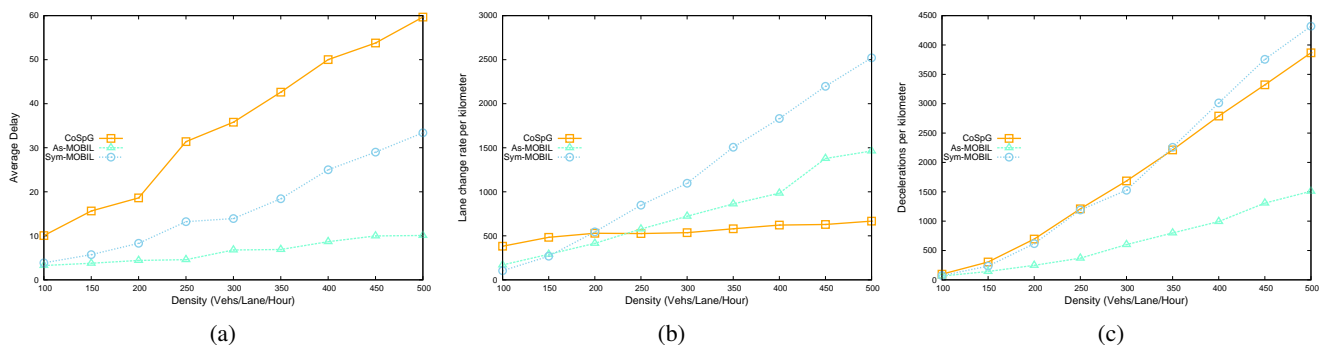 60
50
40
30
20
10
0
100 150 200 250 300 350 400 450 500
Average Delay
Density (Vehs/Lane/Hour)
CoSpG
As-MOBIL
Sym-MOBIL
(a)
3000
2500
2000
1500
1000
500
0
100 150 200 250 300 350 400 450 500
Lane change rate per kilometer
Density (Vehs/Lane/Hour)
CoSpG
As-MOBIL
Sym-MOBIL
(b)
4500
4000
3500
3000
2500
2000
1500
1000
500
0
100 150 200 250 300 350 400 450 500
Decelerations per kilometer
Density (Vehs/Lane/Hour)
CoSpG
As-MOBIL
Sym-MOBIL
(c)